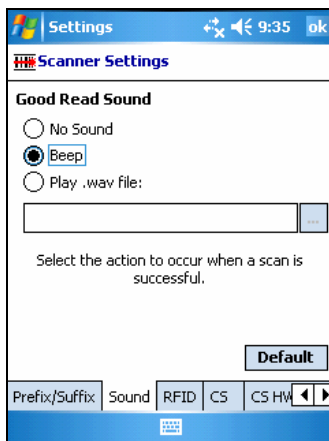 Settings 9:35 ok
Scanner Settings
Good Read Sound
No Sound
Beep
Play .wav file:
...
Select the action to occur when a scan is
successful.
Default
Prefix/Suffix Sound RFID CS CS HW